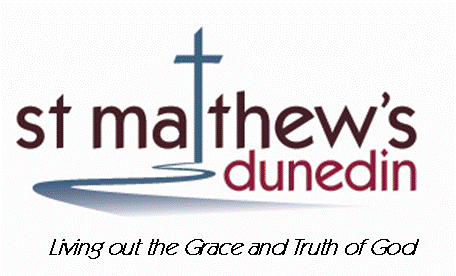 st matthew's
dunedin
Living out the Grace and Truth of God